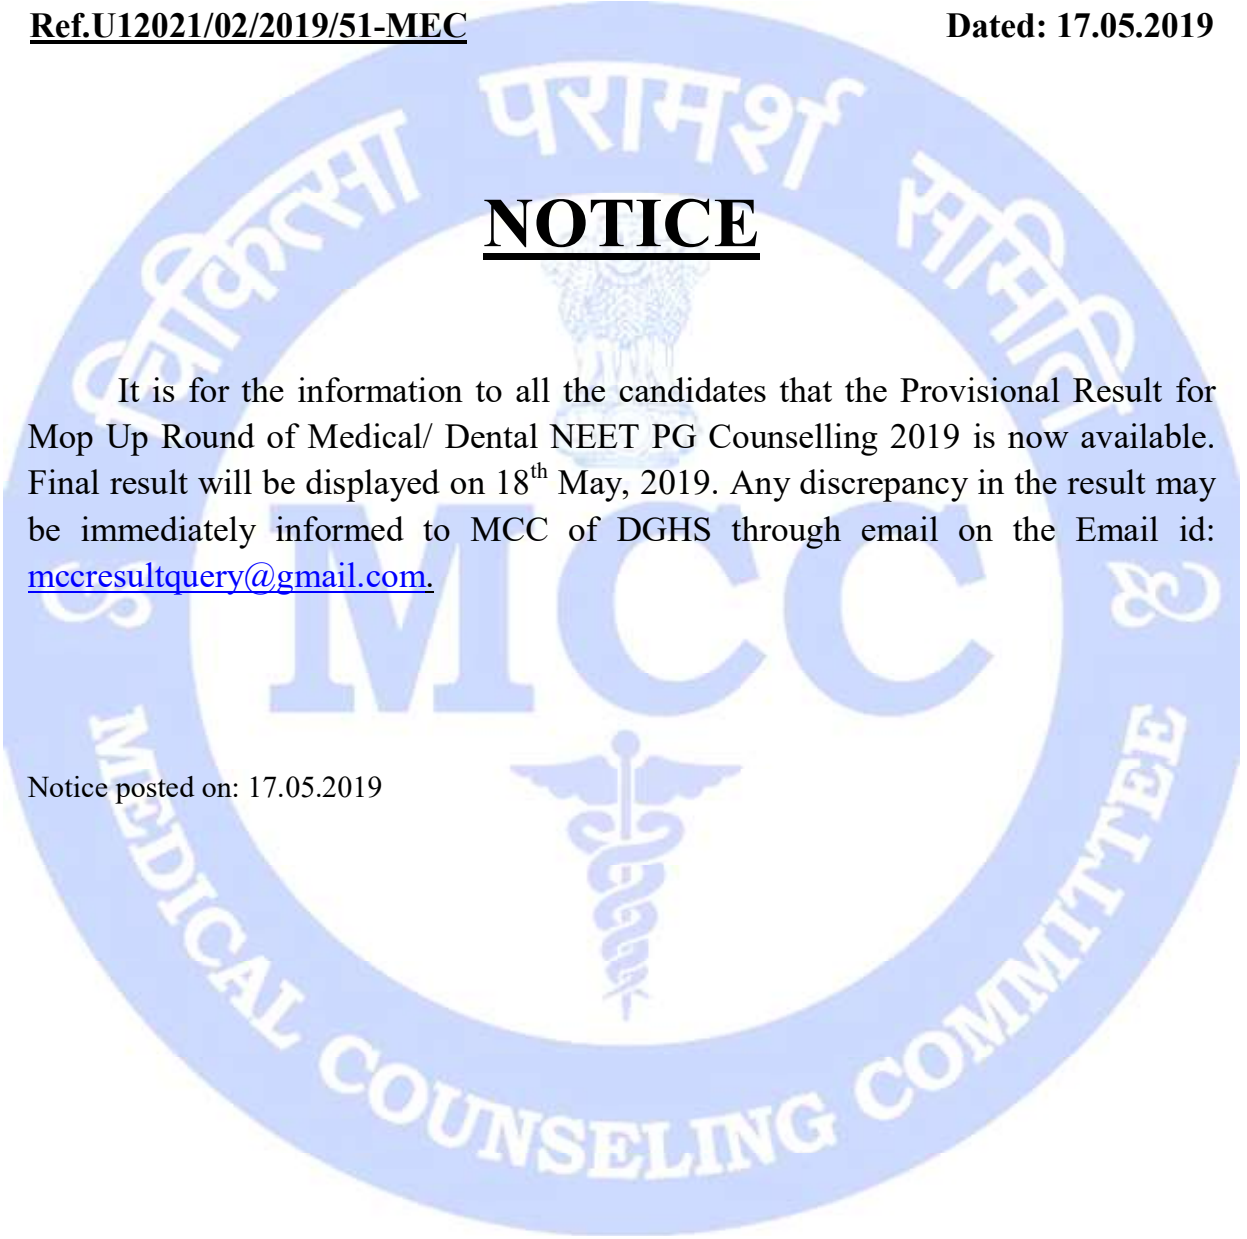 Ref.U12021/02/2019/51-MEC Dated: 17.05.2019
चिकित्सा परामर्श समिति
NOTICE
It is for the information to all the candidates that the Provisional Result for
Mop Up Round of Medical/ Dental NEET PG Counselling 2019 is now available.
Final result will be displayed on 18th May, 2019. Any discrepancy in the result may
be immediately informed to MCC of DGHS through email on the Email id:
mccresultquery@gmail.com.
MCC
Notice posted on: 17.05.2019
MEDICAL COUNSELING COMMITTEE